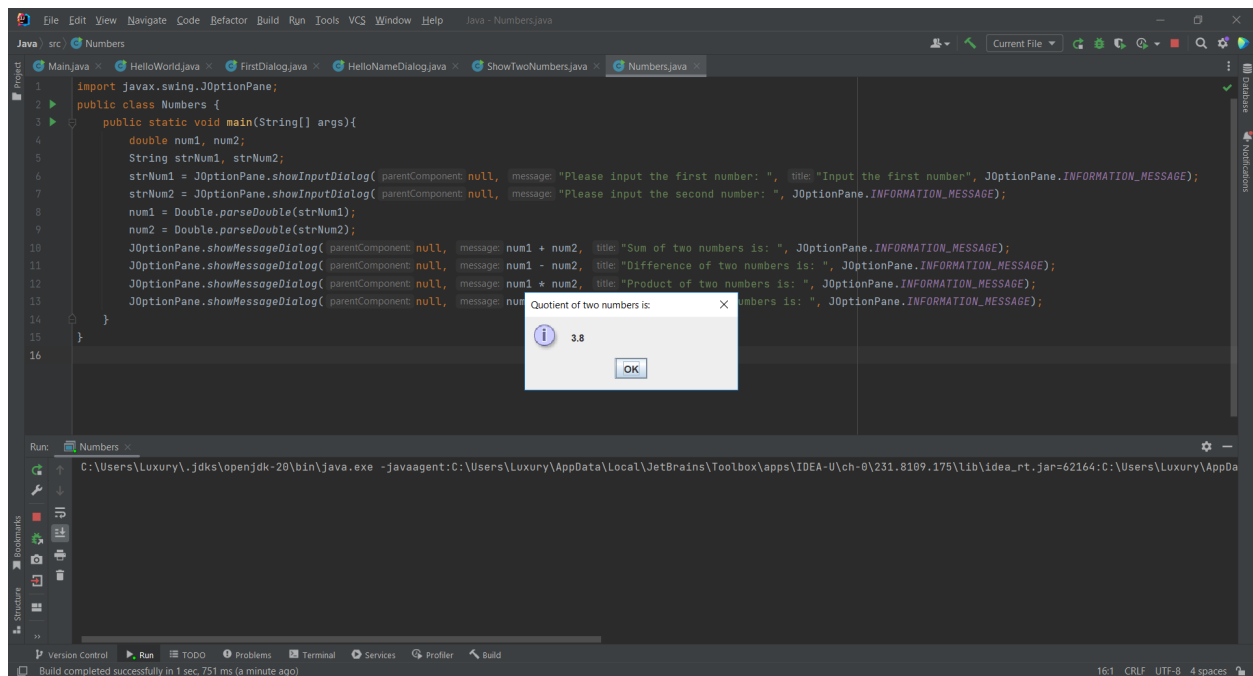 File Edit View Navigate Code Refactor Build Run Tools VCS Window Help Java - Numbers.java
Java src Numbers Current File
Main.java HelloWorld.java FirstDialog.java HelloNameDialog.java ShowTwoNumbers.java Numbers.java
Project
1 import javax.swing.JOptionPane;
2 public class Numbers {
3 public static void main(String[] args){
4 double num1, num2;
5 String strNum1, strNum2;
6 strNum1 = JOptionPane.showInputDialog( parentComponent: null, message: "Please input the first number: ", title: "Input the first number", JOptionPane.INFORMATION_MESSAGE);
7 strNum2 = JOptionPane.showInputDialog( parentComponent: null, message: "Please input the second number: ", JOptionPane.INFORMATION_MESSAGE);
8 num1 = Double.parseDouble(strNum1);
9 num2 = Double.parseDouble(strNum2);
10 JOptionPane.showMessageDialog( parentComponent: null, message: num1 + num2, title: "Sum of two numbers is: ", JOptionPane.INFORMATION_MESSAGE);
11 JOptionPane.showMessageDialog( parentComponent: null, message: num1 - num2, title: "Difference of two numbers is: ", JOptionPane.INFORMATION_MESSAGE);
12 JOptionPane.showMessageDialog( parentComponent: null, message: num1 * num2, title: "Product of two numbers is: ", JOptionPane.INFORMATION_MESSAGE);
13 JOptionPane.showMessageDialog( parentComponent: null, message: num umbers is: ", JOptionPane.INFORMATION_MESSAGE);
14 }
15 }
16
Quotient of two numbers is:
3.8
OK
Database
Notifications
Run: Numbers
C:\Users\Luxury\.jdks\openjdk-20\bin\java.exe -javaagent:C:\Users\Luxury\AppData\Local\JetBrains\Toolbox\apps\IDEA-U\ch-0\231.8109.175\lib\idea_rt.jar=62164:C:\Users\Luxury\AppDa
Bookmarks
Structure
Version Control Run TODO Problems Terminal Services Profiler Build
Build completed successfully in 1 sec, 751 ms (a minute ago) 16:1 CRLF UTF-8 4 spaces